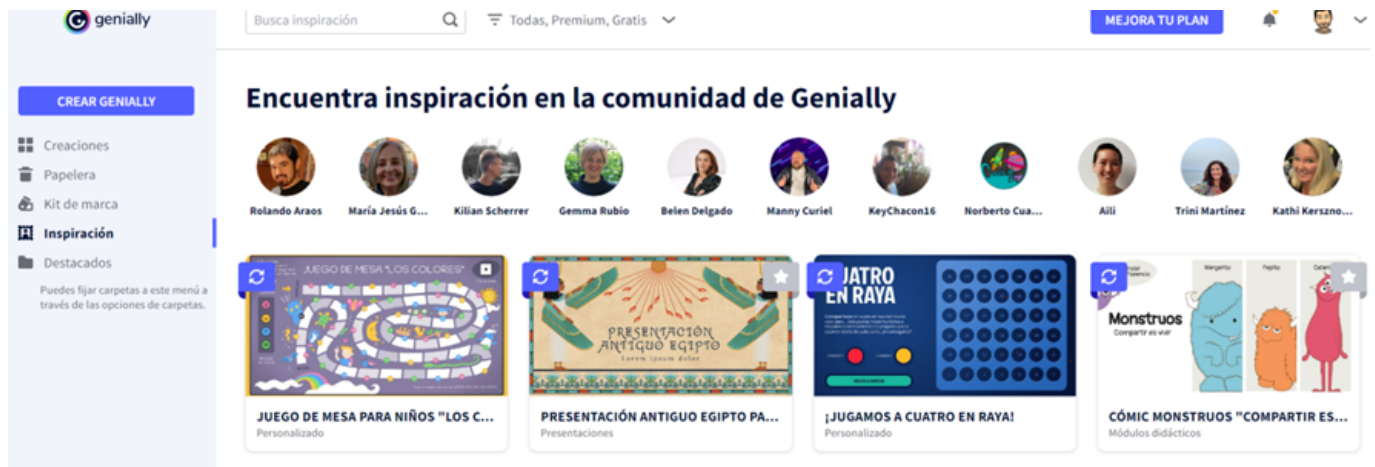 genially
Busca inspiración
Todas, Premium, Gratis
MEJORA TU PLAN
CREAR GENIALLY
Creaciones
Papelera
Kit de marca
Inspiración
Destacados
Puedes fijar carpetas a este menú a
través de las opciones de carpetas.
Encuentra inspiración en la comunidad de Genially
Rolando Araos
María Jesús G...
Kilian Scherrer
Gemma Rubio
Belen Delgado
Manny Curiel
KeyChacon16
Norberto Cua...
Aili
Trini Martínez
Kathi Kerszno...
JUEGO DE MESA "LOS COLORES"
JUEGO DE MESA PARA NIÑOS "LOS C...
Personalizado
PRESENTACIÓN
ANTIGUO EGIPTO
Lorem ipsum dolor
PRESENTACIÓN ANTIGUO EGIPTO PA...
Presentaciones
CUATRO
EN RAYA
¡JUGAMOS A CUATRO EN RAYA!
Personalizado
Margarita
Pepito
Monstruos
Compartir es vivir
CÓMIC MONSTRUOS "COMPARTIR ES...
Módulos didácticos